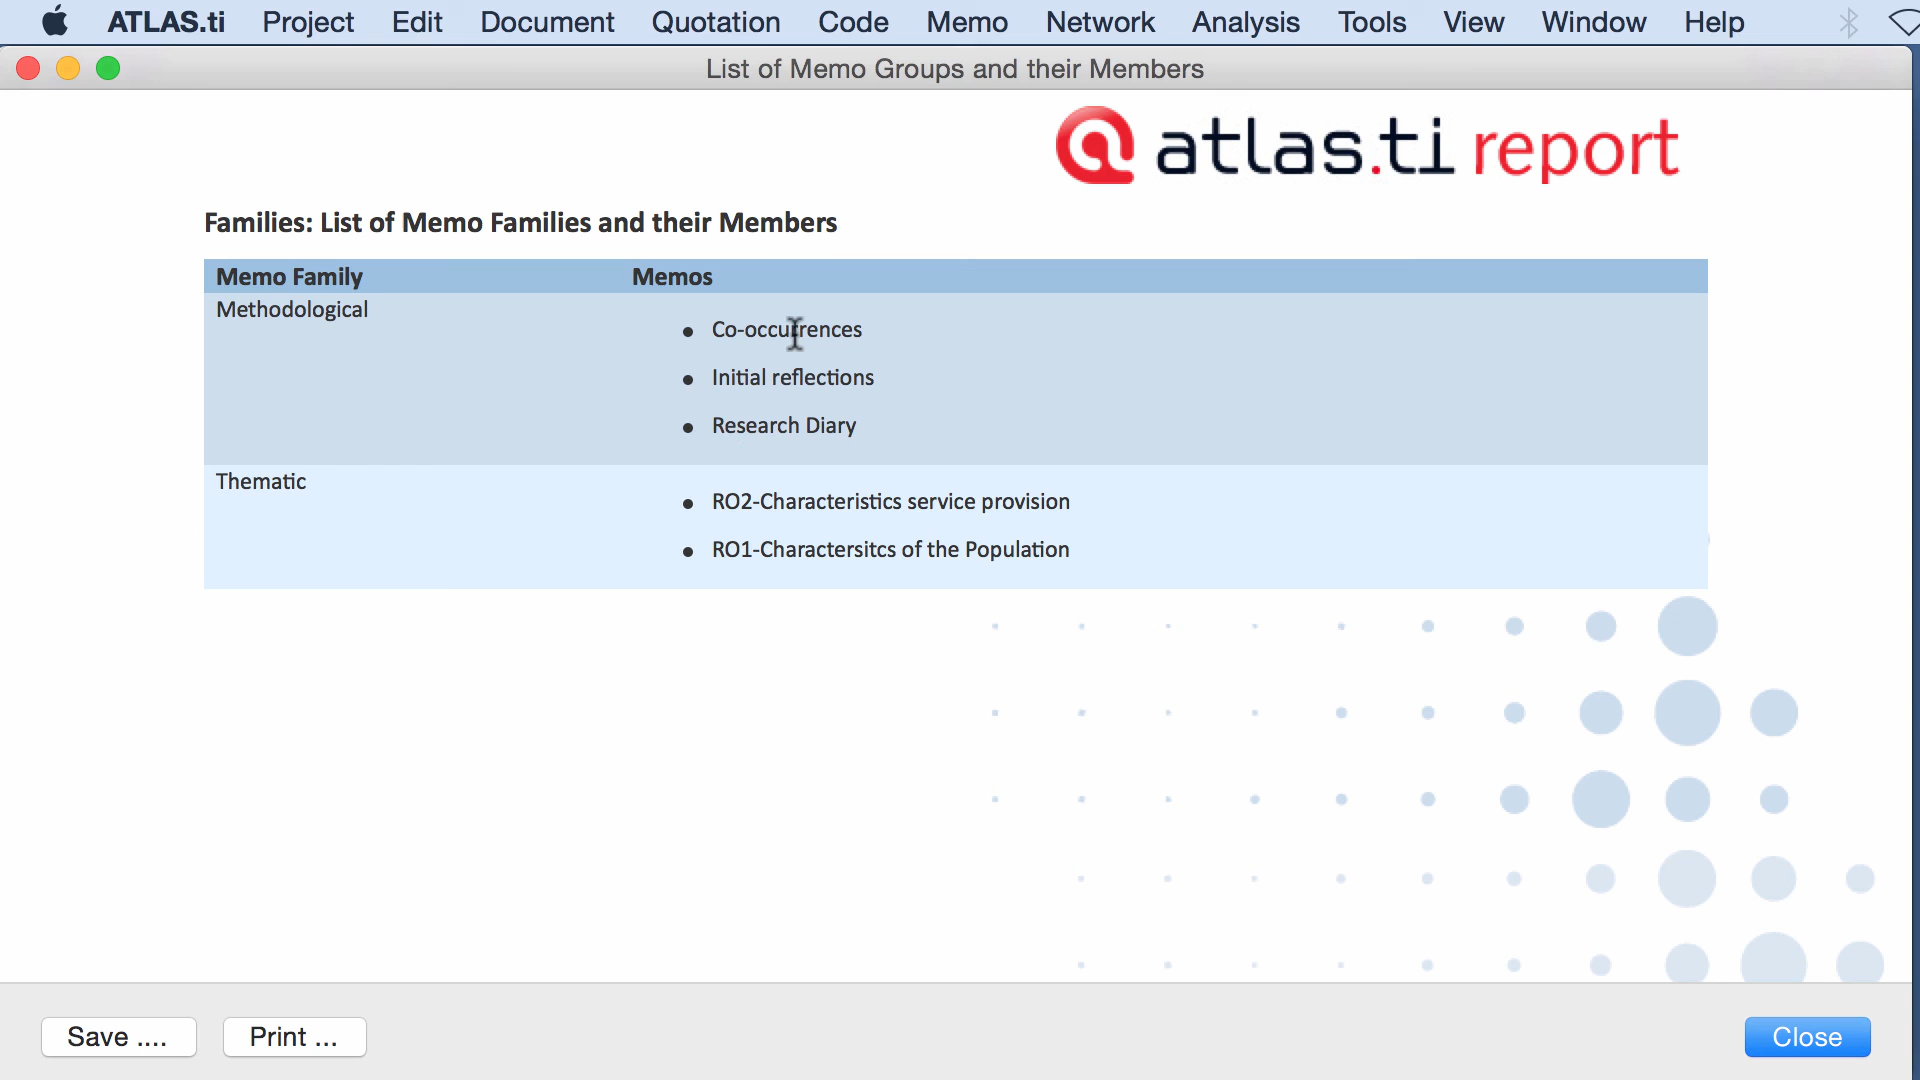 ATLAS.ti Project Edit Document Quotation Code Memo Network Analysis Tools View Window Help
List of Memo Groups and their Members
atlas.ti report
Families: List of Memo Families and their Members
Memo Family Memos
Methodological
• Co-occurrences
• Initial reflections
• Research Diary
Thematic
• RO2-Characteristics service provision
• RO1-Charactersitcs of the Population
Save .... Print ... Close